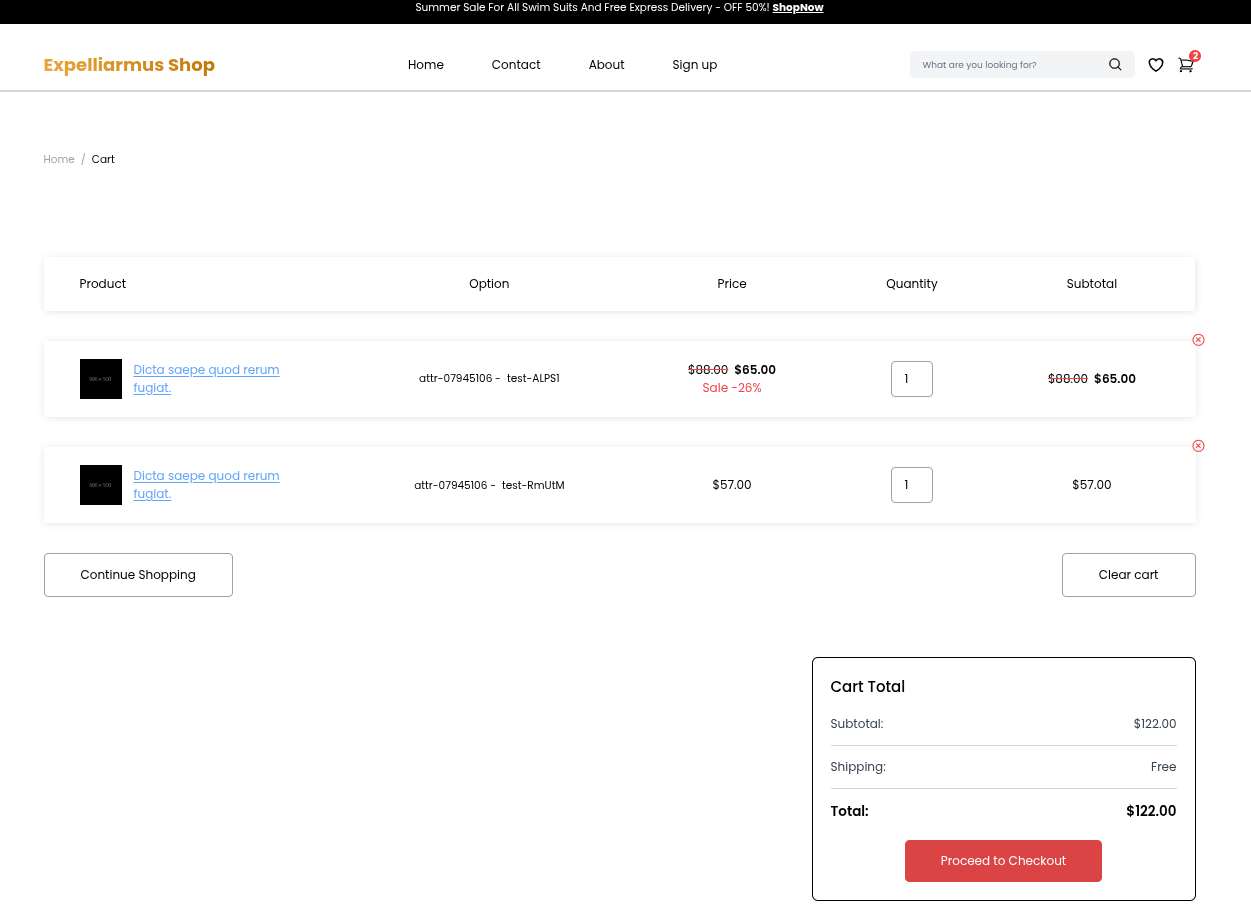 Summer Sale For All Swim Suits And Free Express Delivery - OFF 50%! ShopNow
Expelliarmus Shop Home Contact About Sign up What are you looking for? 2
Home / Cart
Product Option Price Quantity Subtotal
Dicta saepe quod rerum fugiat.
attr-07945106 - test-ALPS1
$88.00 $65.00
Sale -26%
1
$88.00 $65.00
Dicta saepe quod rerum fugiat.
attr-07945106 - test-RmUtM
$57.00
1
$57.00
Continue Shopping Clear cart
Cart Total
Subtotal: $122.00
Shipping: Free
Total: $122.00
Proceed to Checkout